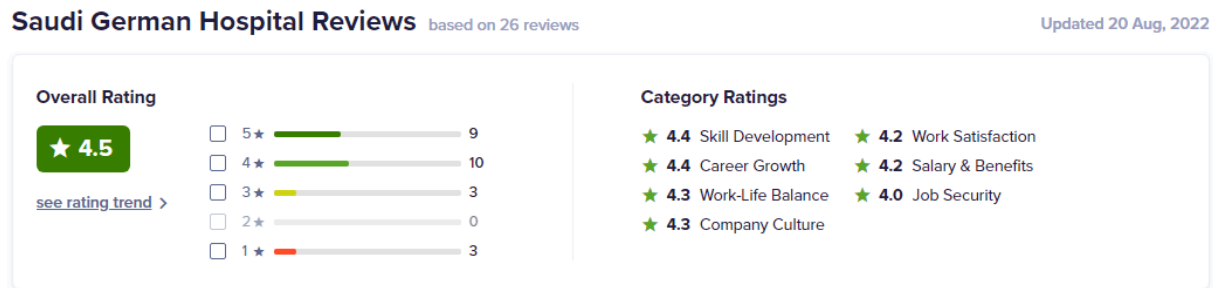 Saudi German Hospital Reviews based on 26 reviews
Updated 20 Aug, 2022
Overall Rating
★ 4.5
see rating trend >
5★ 9
4★ 10
3★ 3
2★ 0
1★ 3
Category Ratings
★ 4.4 Skill Development
★ 4.4 Career Growth
★ 4.3 Work-Life Balance
★ 4.3 Company Culture
★ 4.2 Work Satisfaction
★ 4.2 Salary & Benefits
★ 4.0 Job Security